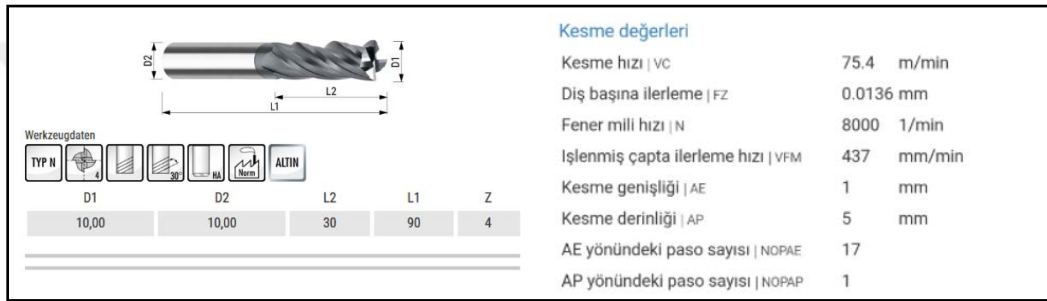 D2
D1
L2
L1
Werkzeugdaten
TYP N
4
30°
HA
Norm
ALTIN
D1 D2 L2 L1 Z
10,00 10,00 30 90 4
Kesme değerleri
Kesme hızı | VC 75.4 m/min
Diş başına ilerleme | FZ 0.0136 mm
Fener mili hızı | N 8000 1/min
Işlenmiş çapta ilerleme hızı | VFM 437 mm/min
Kesme genişliği | AE 1 mm
Kesme derinliği | AP 5 mm
AE yönündeki paso sayısı | NOPAE 17
AP yönündeki paso sayısı | NOPAP 1